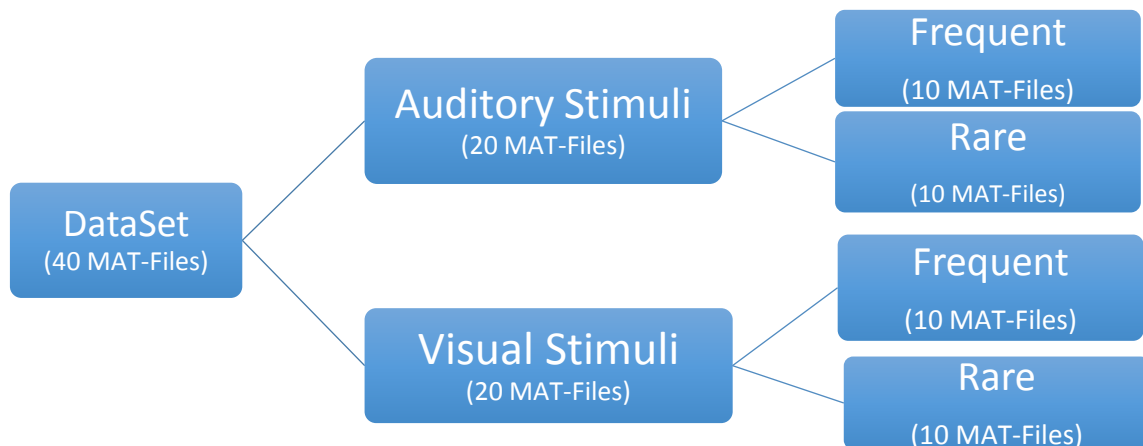 DataSet
(40 MAT-Files)
Auditory Stimuli
(20 MAT-Files)
Frequent
(10 MAT-Files)
Rare
(10 MAT-Files)
Visual Stimuli
(20 MAT-Files)
Frequent
(10 MAT-Files)
Rare
(10 MAT-Files)